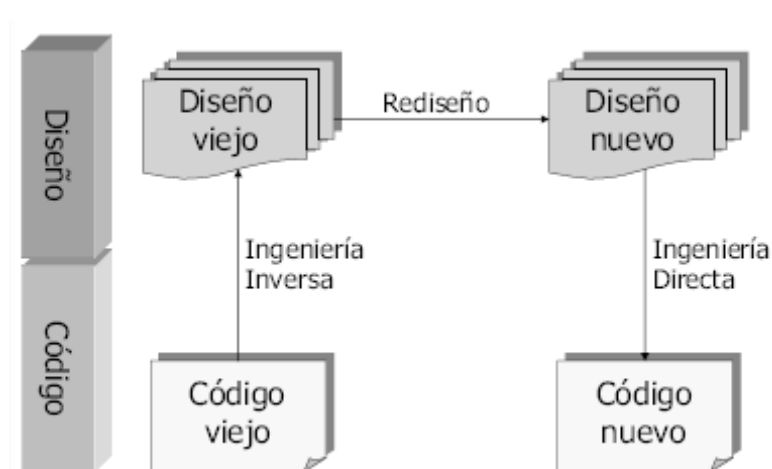 Diseño
Diseño
viejo
Rediseño
Diseño
nuevo
Ingeniería
Inversa
Ingeniería
Directa
Código
Código
viejo
Código
nuevo